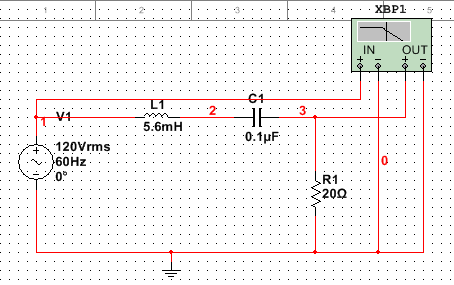 1 2 3 4 5
XBP1
IN OUT
+ − + −
L1
5.6mH
C1
0.1µF
1
V1
2
3
120Vrms
60Hz
0°
R1
20Ω
0